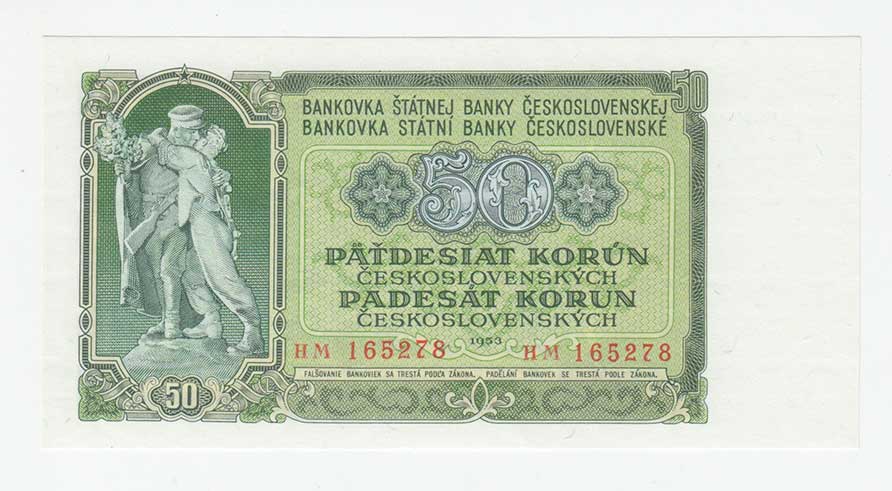 50
BANKOVKA ŠTÁTNEJ BANKY ČESKOSLOVENSKEJ
BANKOVKA STÁTNÍ BANKY ČESKOSLOVENSKÉ
50
PÄŤDESIAT KORÚN
ČESKOSLOVENSKÝCH
PADESÁT KORUN
ČESKOSLOVENSKÝCH
1953
HM 165278 HM 165278
FALŠOVANIE BANKOVIEK SA TRESTÁ PODĽA ZÁKONA. PADĚLÁNÍ BANKOVEK SE TRESTÁ PODLE ZÁKONA.
50